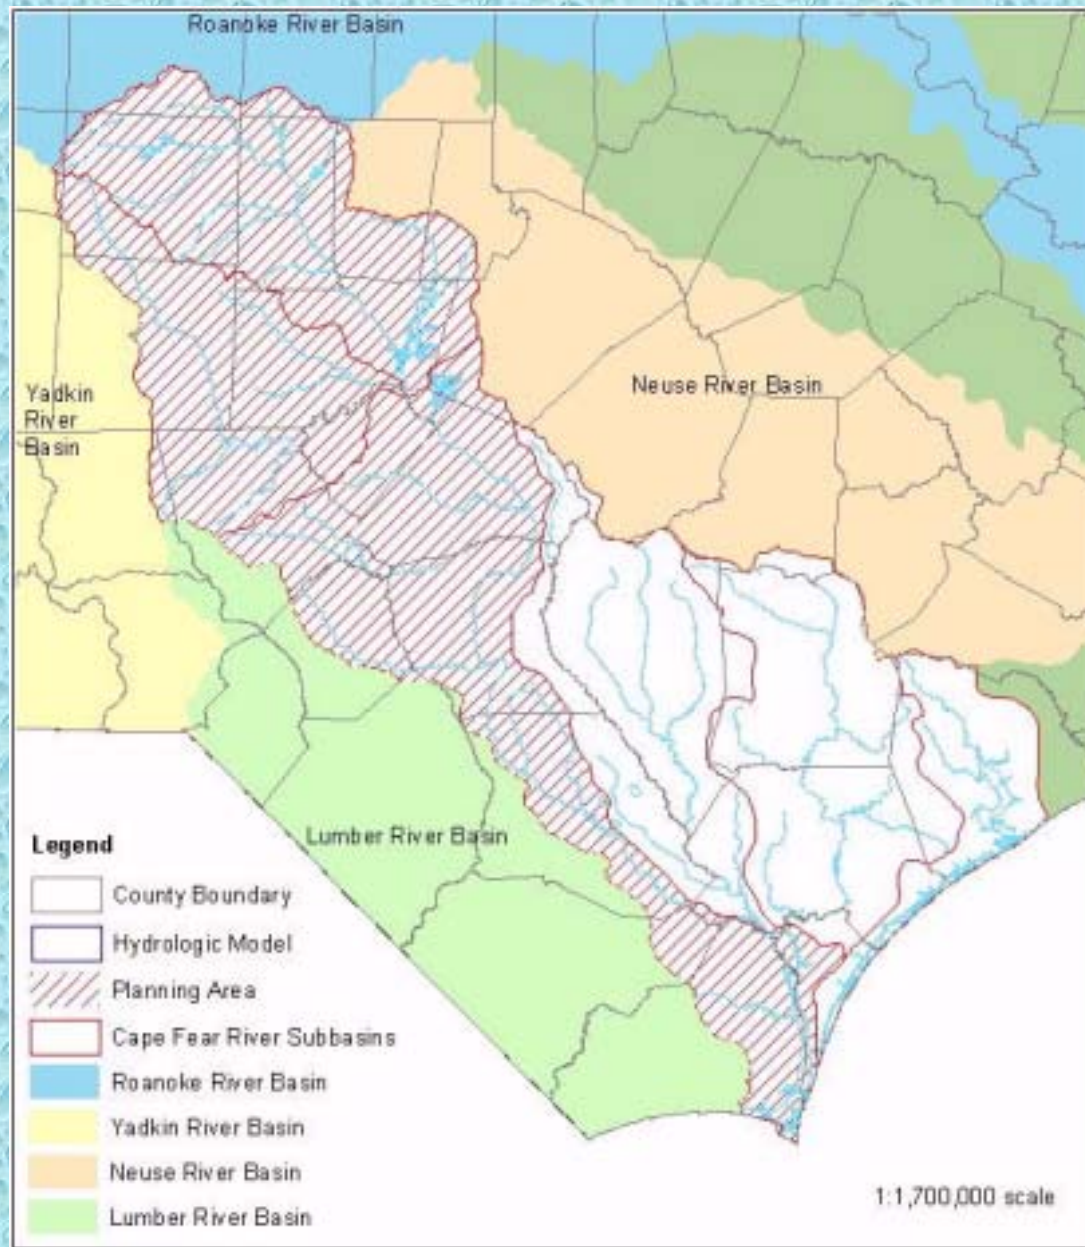 Roanoke River Basin
Neuse River Basin
Yadkin
River
Basin
Lumber River Basin
Legend
County Boundary
Hydrologic Model
Planning Area
Cape Fear River Subbasins
Roanoke River Basin
Yadkin River Basin
Neuse River Basin
Lumber River Basin
1:1,700,000 scale